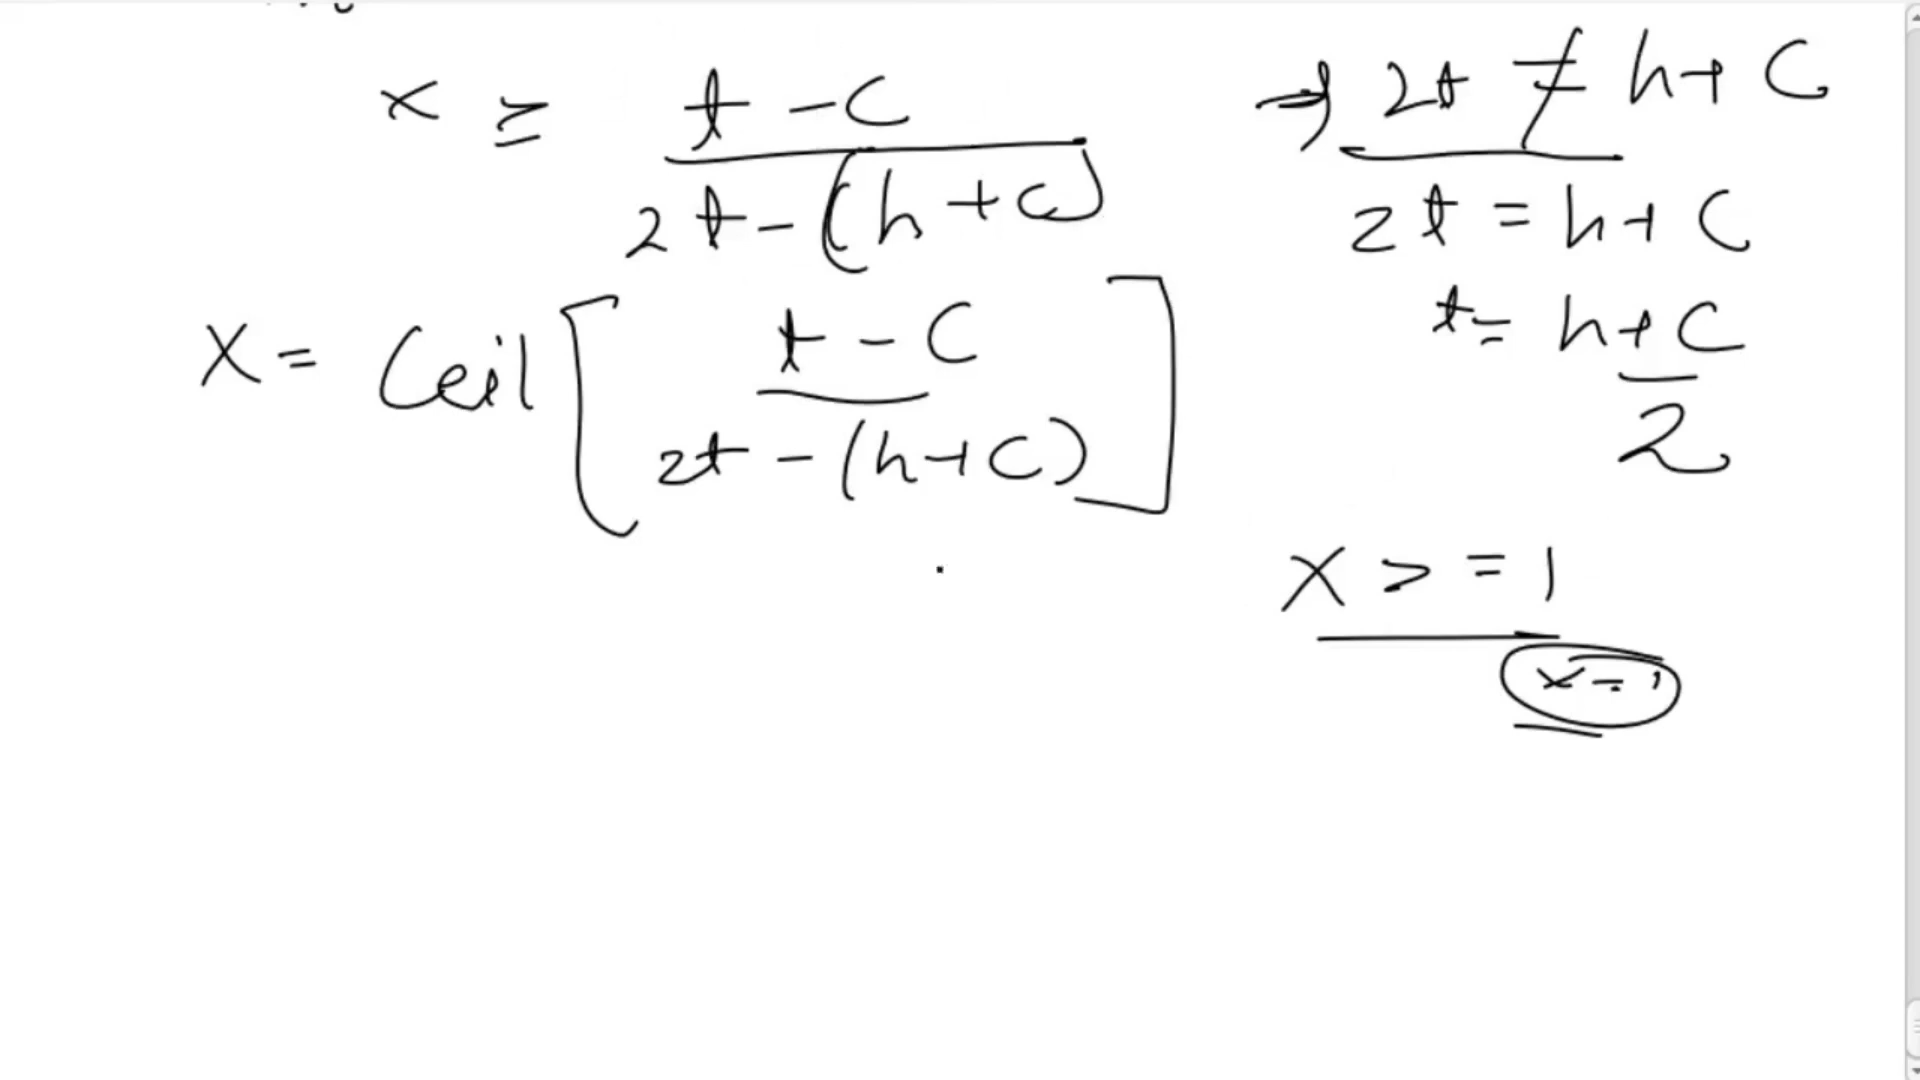 x ≥ t - c
2t - (h + c)
x = Ceil [ t - c
2t - (h + c) ]
→ 2t ≠ h + c
2t = h + c
t = h + c
2
x > = 1
x = 1